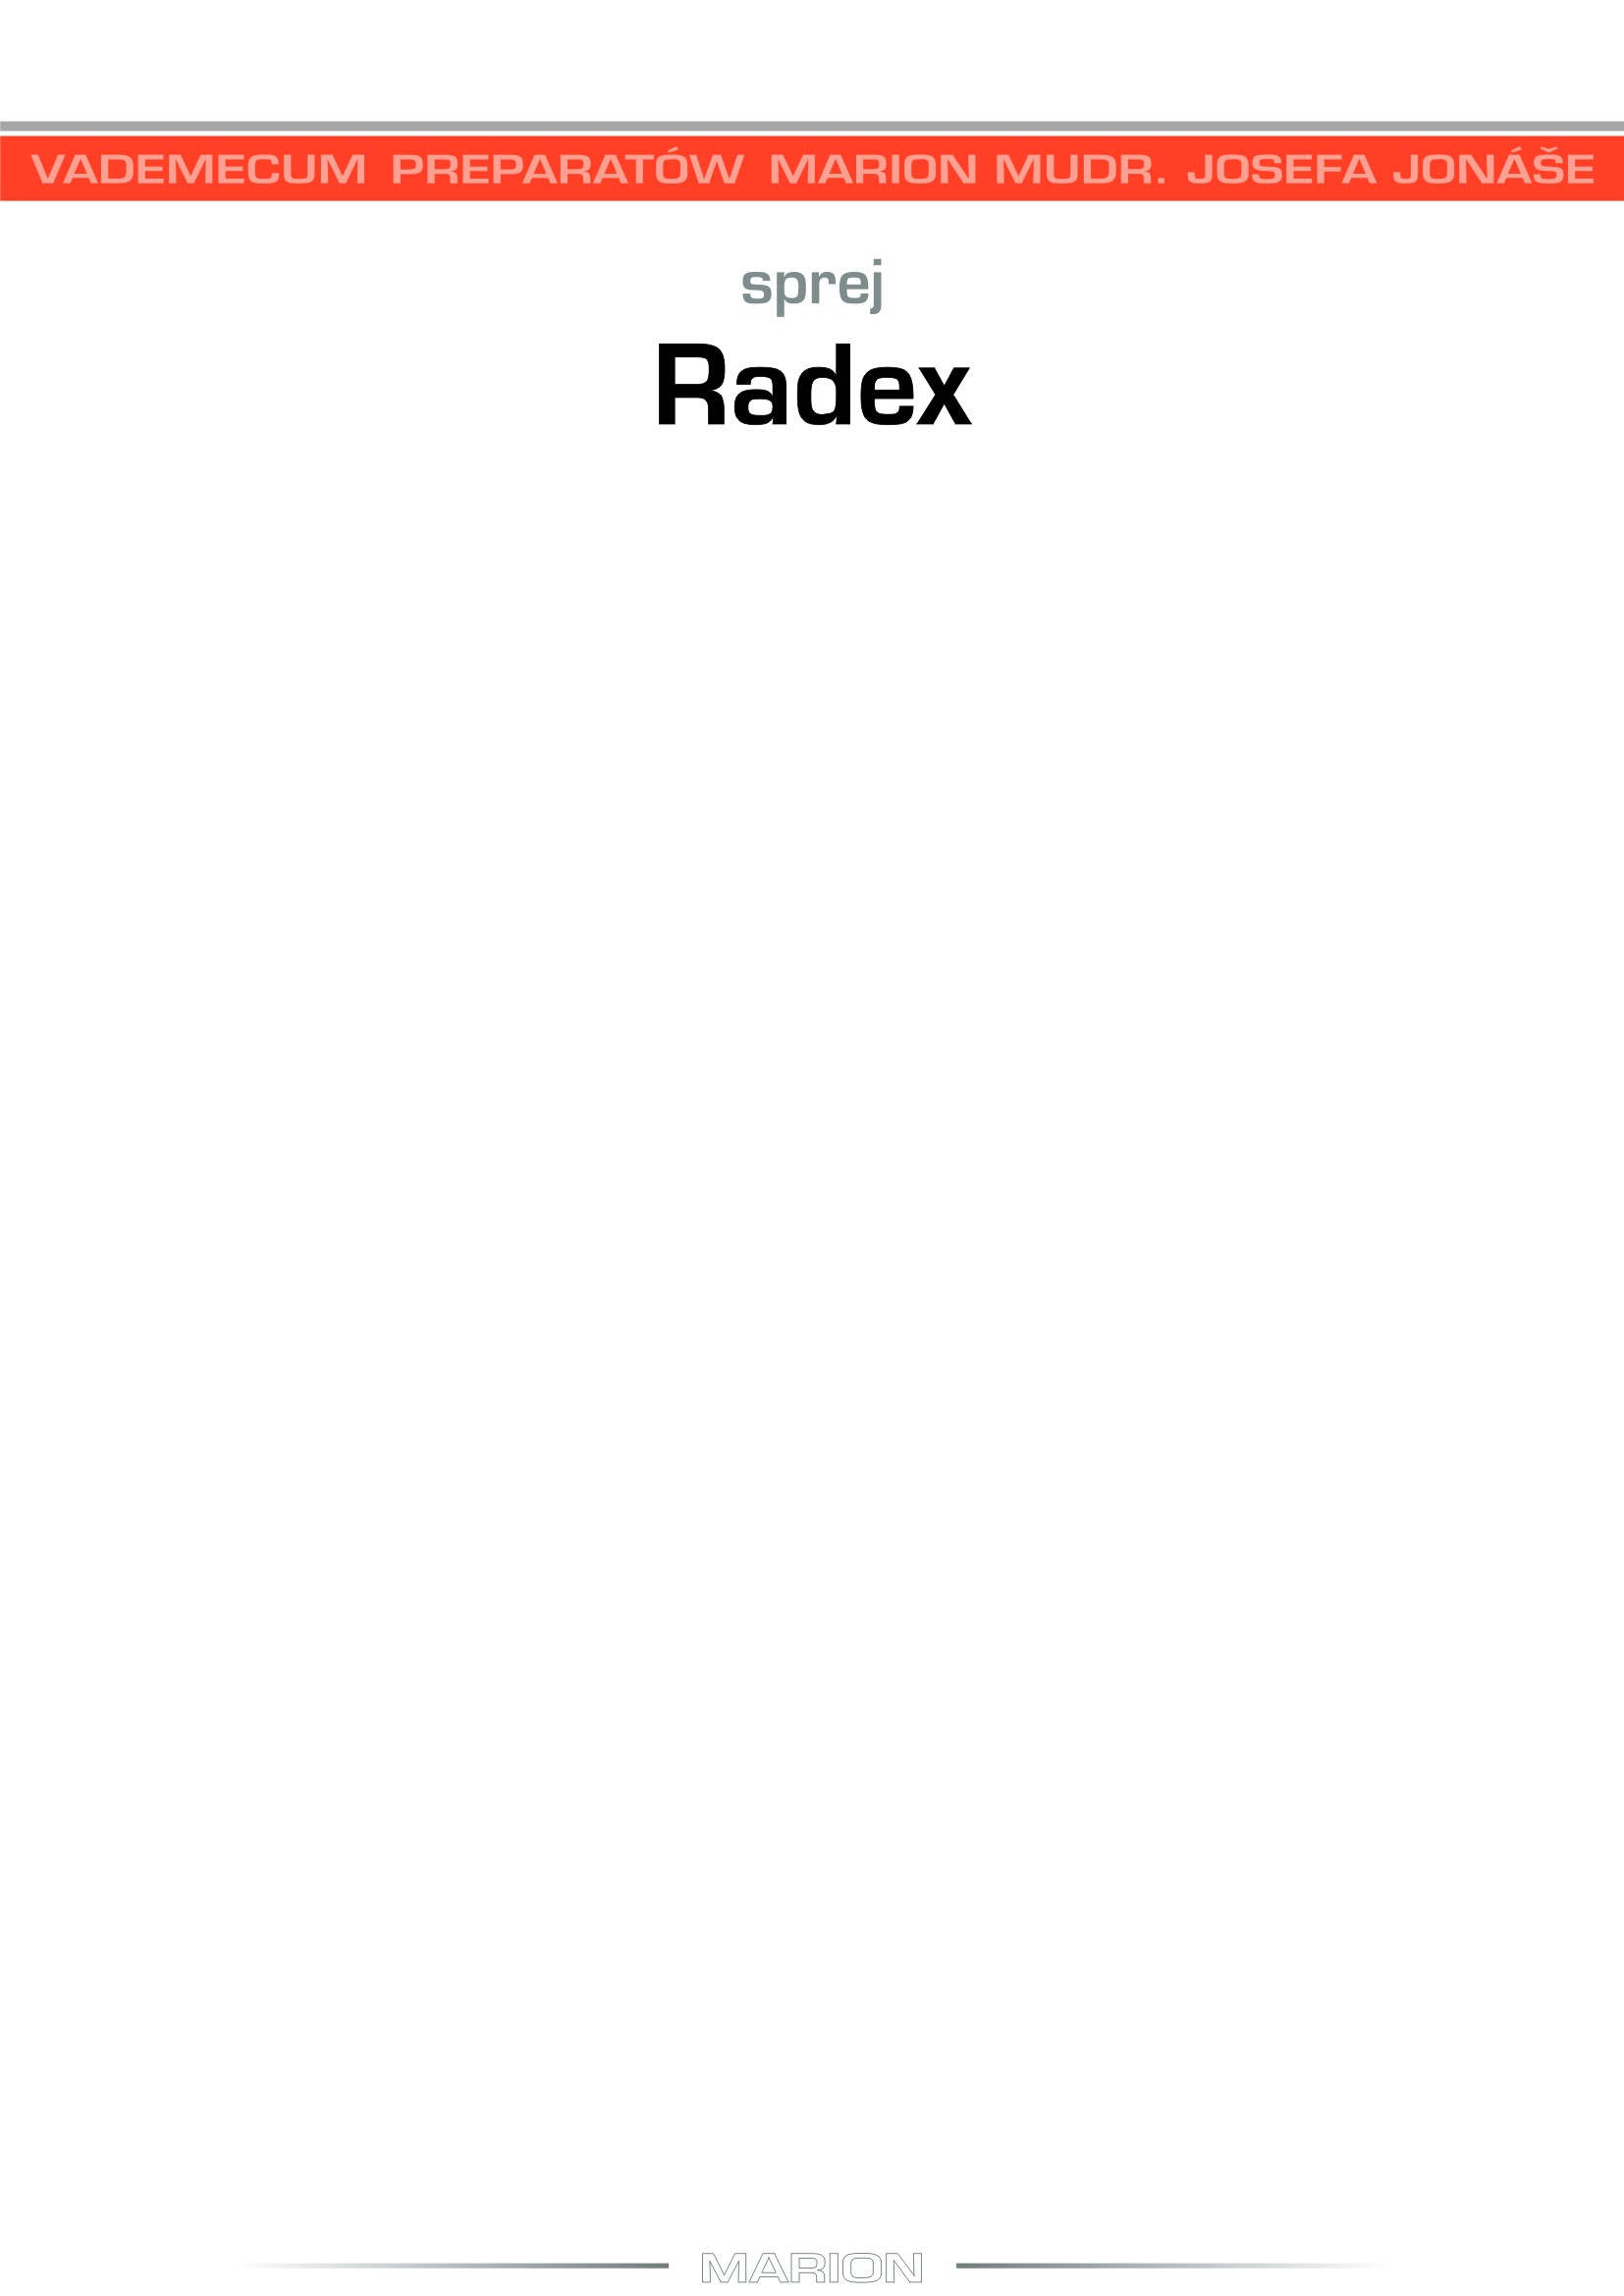 VADEMECUM PREPARATÓW MARION MUDR. JOSEFA JONÁŠE
sprej
Radex
MARION